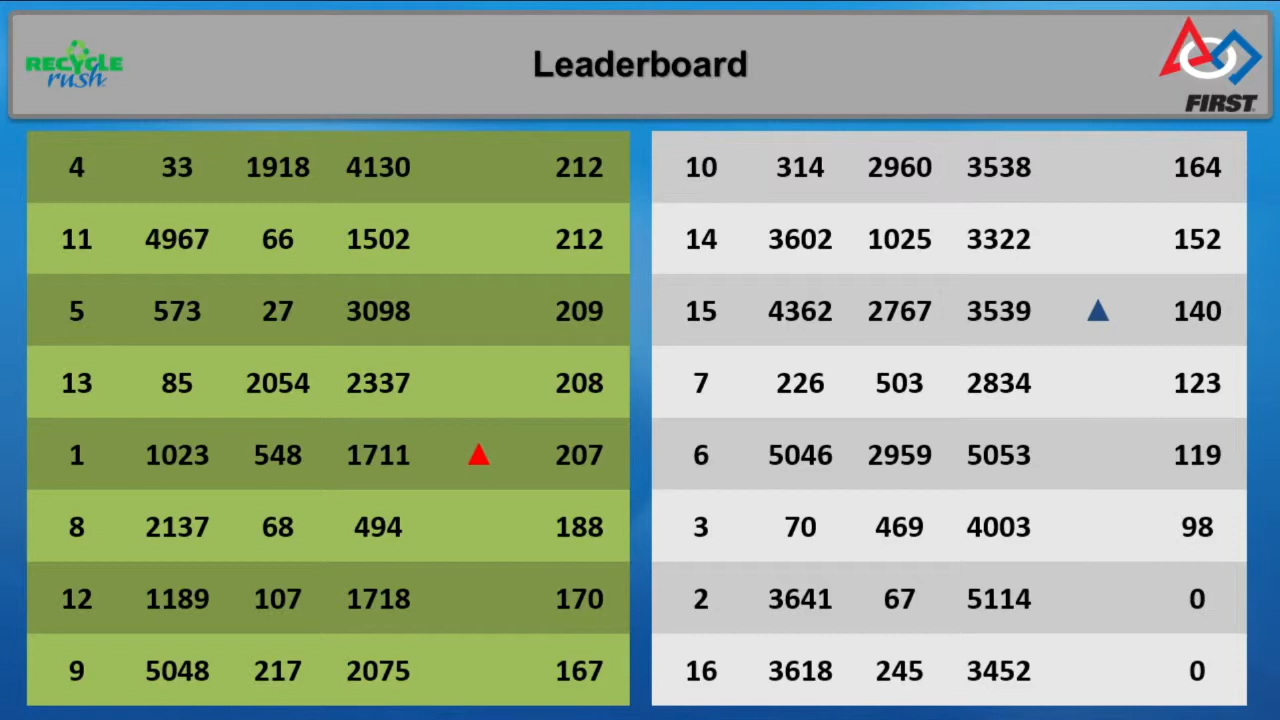 RECYCLE
rush
Leaderboard
FIRST
4 33 1918 4130 212
11 4967 66 1502 212
5 573 27 3098 209
13 85 2054 2337 208
1 1023 548 1711 ▲ 207
8 2137 68 494 188
12 1189 107 1718 170
9 5048 217 2075 167
10 314 2960 3538 164
14 3602 1025 3322 152
15 4362 2767 3539 ▲ 140
7 226 503 2834 123
6 5046 2959 5053 119
3 70 469 4003 98
2 3641 67 5114 0
16 3618 245 3452 0